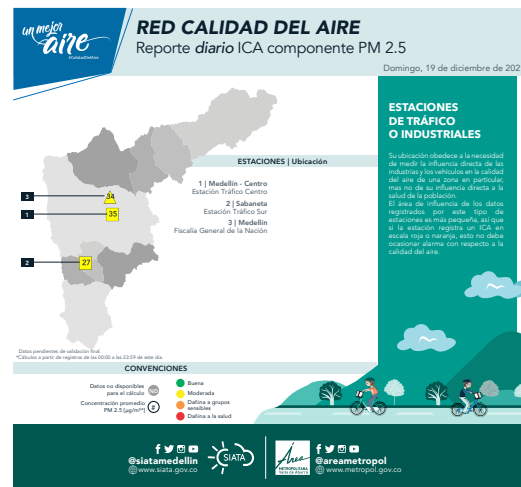 un mejor
aire
#CalidadDelAire
RED CALIDAD DEL AIRE
Reporte diario ICA componente PM 2.5
Domingo, 19 de diciembre de 202
ESTACIONES
DE TRÁFICO
O INDUSTRIALES
Su ubicación obedece a la necesidad
de medir la influencia directa de las
industrias y los vehículos en la calidad
del aire de una zona en particular,
mas no de su influencia directa a la
salud de la población.
El área de influencia de los datos
registrados por este tipo de
estaciones es más pequeña, así que
si la estación registra un ICA en
escala roja o naranja, esto no debe
ocasionar alarma con respecto a la
calidad del aire.
ESTACIONES | Ubicación
1 | Medellín - Centro
Estación Tráfico Centro
2 | Sabaneta
Estación Tráfico Sur
3 | Medellín
Fiscalía General de la Nación
3
34
1
35
2
27
Datos pendientes de validación final.
*Cálculos a partir de registros de las 00:00 a las 23:59 de este día.
CONVENCIONES
Datos no disponibles
para el cálculo
ND
Concentración promedio
PM 2.5 [µg/m³*]
#
Buena
Moderada
Dañina a grupos
sensibles
Dañina a la salud
@siatamedellin
www.siata.gov.co
SIATA
Área
METROPOLITANA
Valle de Aburrá
@areametropol
www.metropol.gov.co